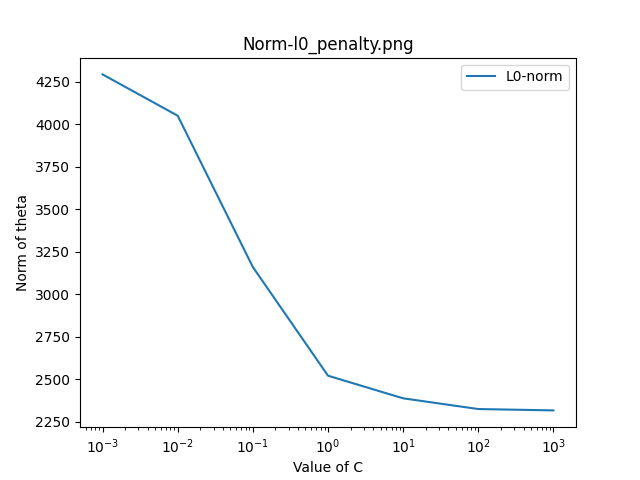 Norm-l0_penalty.png
L0-norm
4250
4000
3750
3500
3250
3000
2750
2500
2250
Norm of theta
10⁻³ 10⁻² 10⁻¹ 10⁰ 10¹ 10² 10³
Value of C